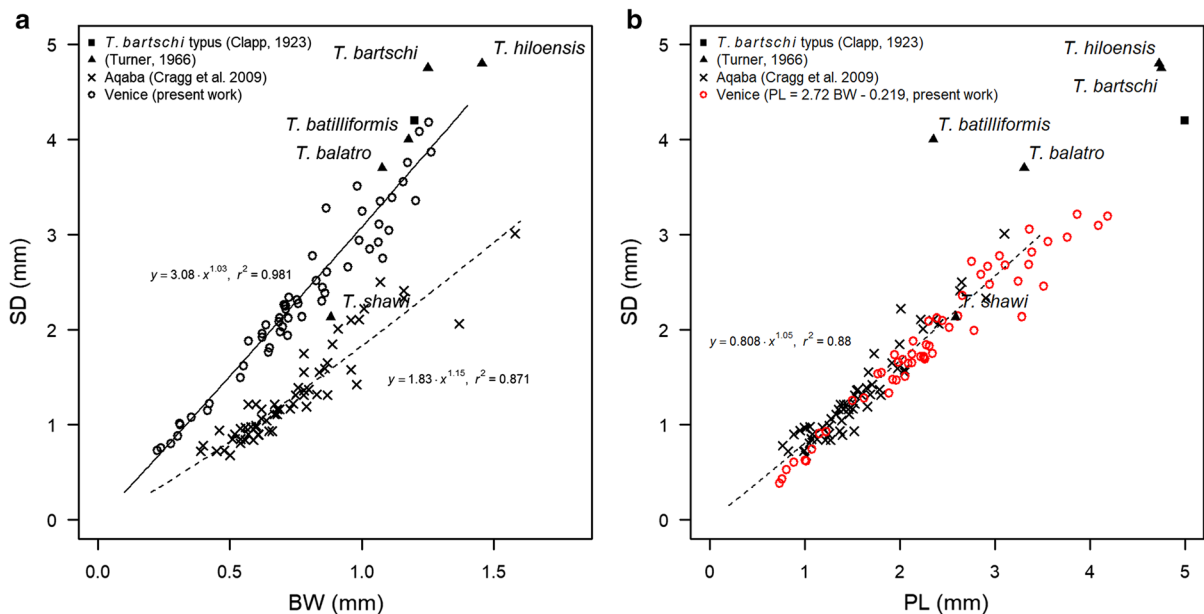 a
T. bartschi typus (Clapp, 1923)
(Turner, 1966)
Aqaba (Cragg et al. 2009)
Venice (present work)
T. bartschi
T. hiloensis
T. batilliformis
T. balatro
T. shawi
y = 3.08 · x^1.03, r² = 0.981
y = 1.83 · x^1.15, r² = 0.871
SD (mm)
5
4
3
2
1
0
0.0 0.5 1.0 1.5
BW (mm)
b
T. bartschi typus (Clapp, 1923)
(Turner, 1966)
Aqaba (Cragg et al. 2009)
Venice (PL = 2.72 BW - 0.219, present work)
T. hiloensis
T. bartschi
T. batilliformis
T. balatro
T. shawi
y = 0.808 · x^1.05, r² = 0.88
SD (mm)
5
4
3
2
1
0
0 1 2 3 4 5
PL (mm)